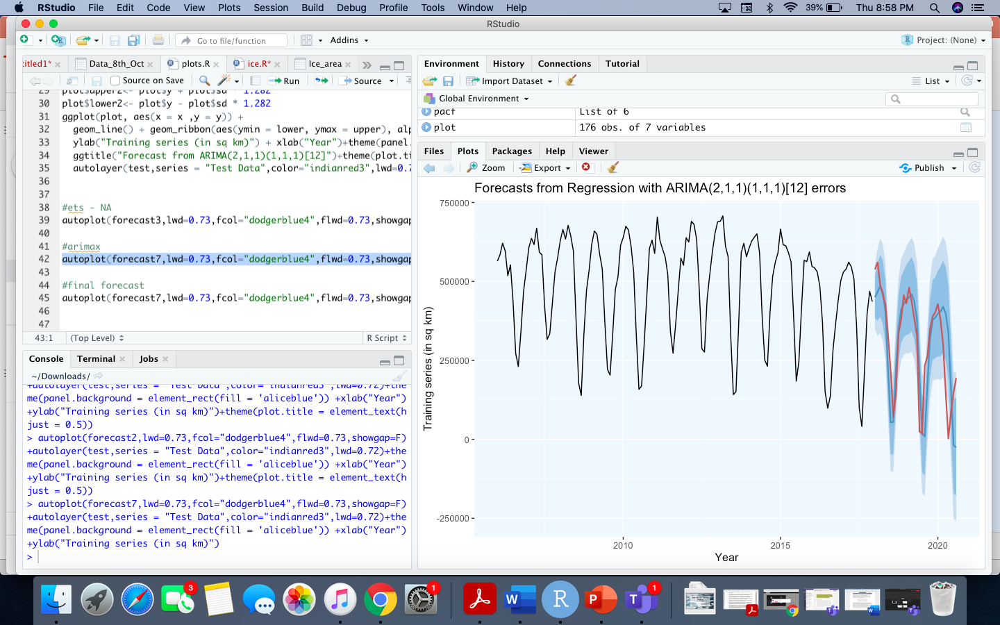 RStudio File Edit Code View Plots Session Build Debug Profile Tools Window Help 39% Thu 8:58 PM
RStudio
Go to file/function Addins Project: (None)
titled1* Data_8th_Oct plots.R ice.R* Ice_area
Source on Save Run Source
29 plot$upper2<- plot$y + plot$sd * 1.282
30 plot$lower2<- plot$y - plot$sd * 1.282
31 ggplot(plot, aes(x = x ,y = y)) +
32 geom_line() + geom_ribbon(aes(ymin = lower, ymax = upper), alp
33 ylab("Training series (in sq km)") + xlab("Year")+theme(panel.
34 ggtitle("Forecast from ARIMA(2,1,1)(1,1,1)[12]")+theme(plot.ti
35 autolayer(test,series = "Test Data",color="indianred3",lwd=0.7
36
37
38 #ets - NA
39 autoplot(forecast3,lwd=0.73,fcol="dodgerblue4",flwd=0.73,showgap
40
41 #arimax
42 autoplot(forecast7,lwd=0.73,fcol="dodgerblue4",flwd=0.73,showgap
43
44 #final forecast
45 autoplot(forecast7,lwd=0.73,fcol="dodgerblue4",flwd=0.73,showgap
46
47
43:1 (Top Level) R Script
Console Terminal Jobs
~/Downloads/
+autolayer(test,series = "Test Data",color="indianred3",lwd=0.72)+the
me(panel.background = element_rect(fill = 'aliceblue')) +xlab("Year")
+ylab("Training series (in sq km)")+theme(plot.title = element_text(h
just = 0.5))
> autoplot(forecast2,lwd=0.73,fcol="dodgerblue4",flwd=0.73,showgap=F)
+autolayer(test,series = "Test Data",color="indianred3",lwd=0.72)+the
me(panel.background = element_rect(fill = 'aliceblue')) +xlab("Year")
+ylab("Training series (in sq km)")+theme(plot.title = element_text(h
just = 0.5))
> autoplot(forecast7,lwd=0.73,fcol="dodgerblue4",flwd=0.73,showgap=F)
+autolayer(test,series = "Test Data",color="indianred3",lwd=0.72)+the
me(panel.background = element_rect(fill = 'aliceblue')) +xlab("Year")
+ylab("Training series (in sq km)")
>
Environment History Connections Tutorial
Import Dataset List
Global Environment
pacf List of 6
plot 176 obs. of 7 variables
Files Plots Packages Help Viewer
Zoom Export Publish
Forecasts from Regression with ARIMA(2,1,1)(1,1,1)[12] errors
750000
500000
250000
0
-250000
Training series (in sq km)
2010 2015 2020
Year
3 1 W R P T 1